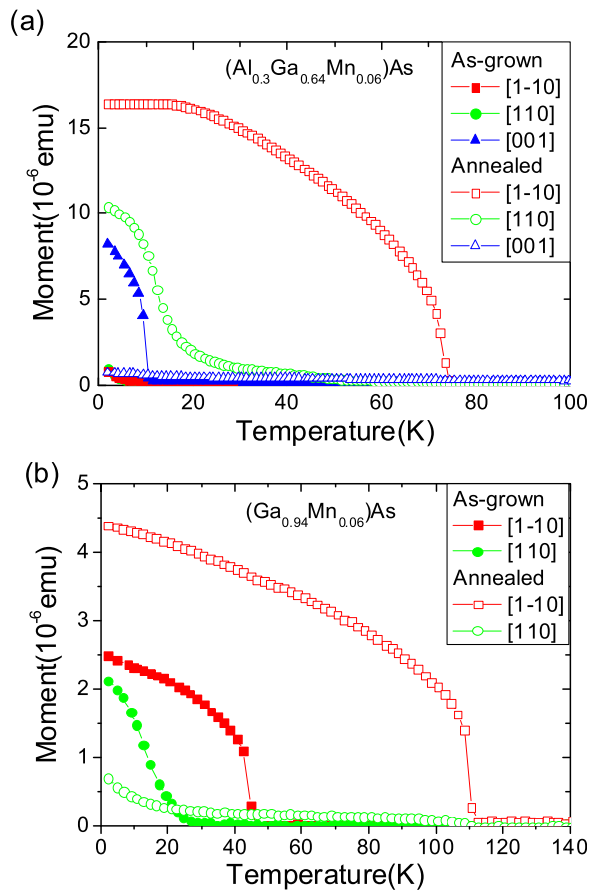 (a)
20
15
10
5
0
Moment(10⁻⁶emu)
(Al₀.₃Ga₀.₆₄Mn₀.₀₆)As
As-grown
[1-10]
[110]
[001]
Annealed
[1-10]
[110]
[001]
0 20 40 60 80 100
Temperature(K)
(b)
5
4
3
2
1
0
Moment(10⁻⁶emu)
(Ga₀.₉₄Mn₀.₀₆)As
As-grown
[1-10]
[110]
Annealed
[1-10]
[110]
0 20 40 60 80 100 120 140
Temperature(K)